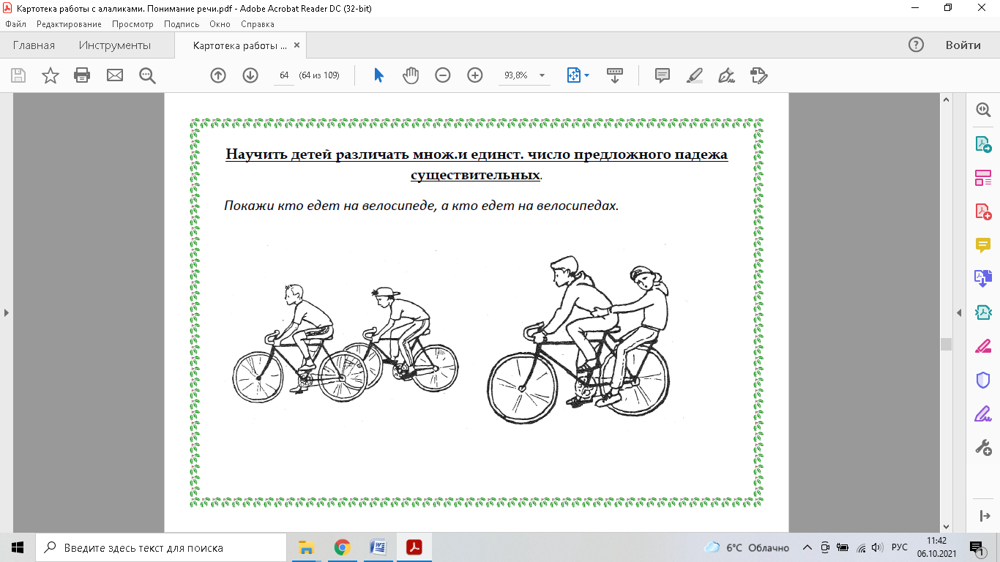 Картотека работы с алаликами. Понимание речи.pdf - Adobe Acrobat Reader DC (32-bit)
Файл Редактирование Просмотр Подпись Окно Справка
Главная Инструменты Картотека работы ... × Войти
64 (64 из 109) 93,8%
Научить детей различать множ.и единст. число предложного падежа
существительных.
Покажи кто едет на велосипеде, а кто едет на велосипедах.
Введите здесь текст для поиска 6°C Облачно РУС 11:42
06.10.2021 1